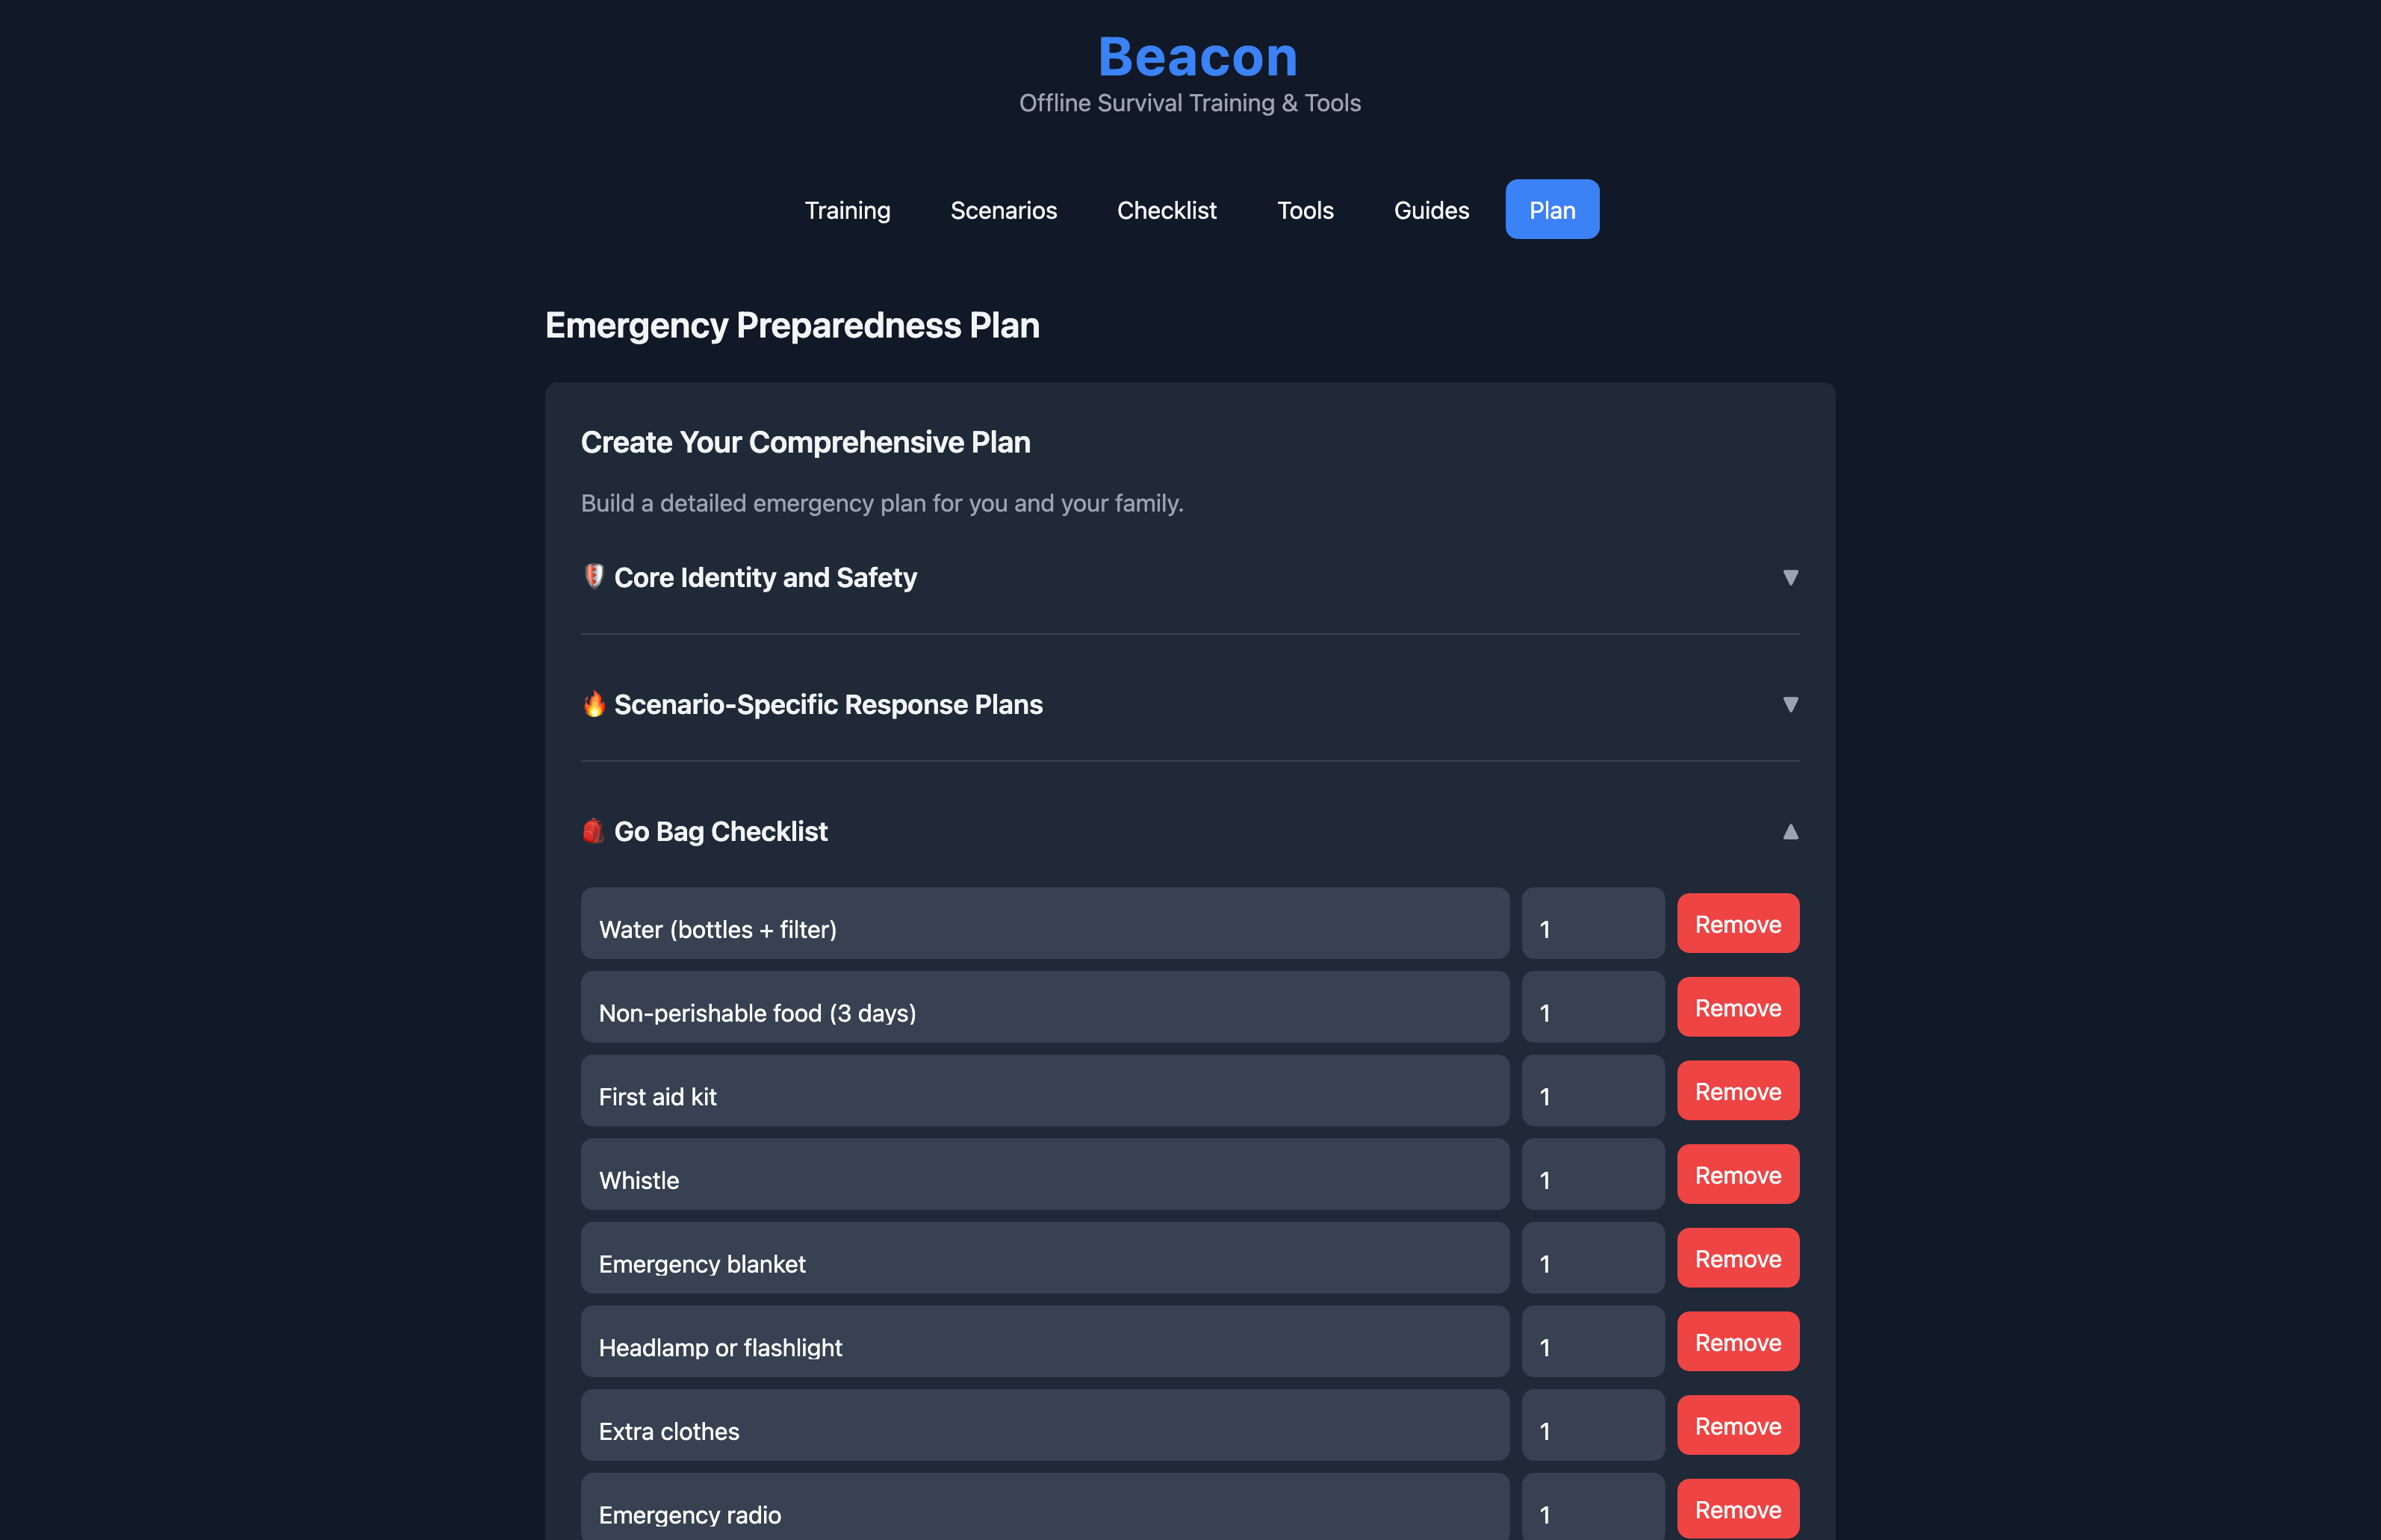 Beacon
Offline Survival Training & Tools
Training Scenarios Checklist Tools Guides Plan
Emergency Preparedness Plan
Create Your Comprehensive Plan
Build a detailed emergency plan for you and your family.
Core Identity and Safety
Scenario-Specific Response Plans
Go Bag Checklist
Water (bottles + filter) 1 Remove
Non-perishable food (3 days) 1 Remove
First aid kit 1 Remove
Whistle 1 Remove
Emergency blanket 1 Remove
Headlamp or flashlight 1 Remove
Extra clothes 1 Remove
Emergency radio 1 Remove